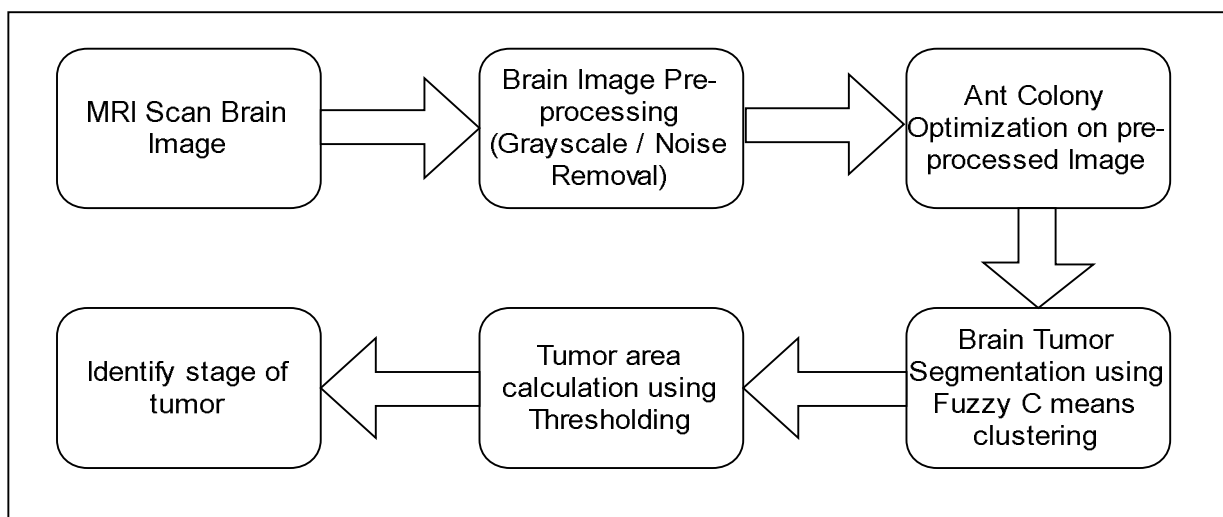 MRI Scan Brain
Image
Brain Image Pre-
processing
(Grayscale / Noise
Removal)
Ant Colony
Optimization on pre-
processed Image
Brain Tumor
Segmentation using
Fuzzy C means
clustering
Tumor area
calculation using
Thresholding
Identify stage of
tumor